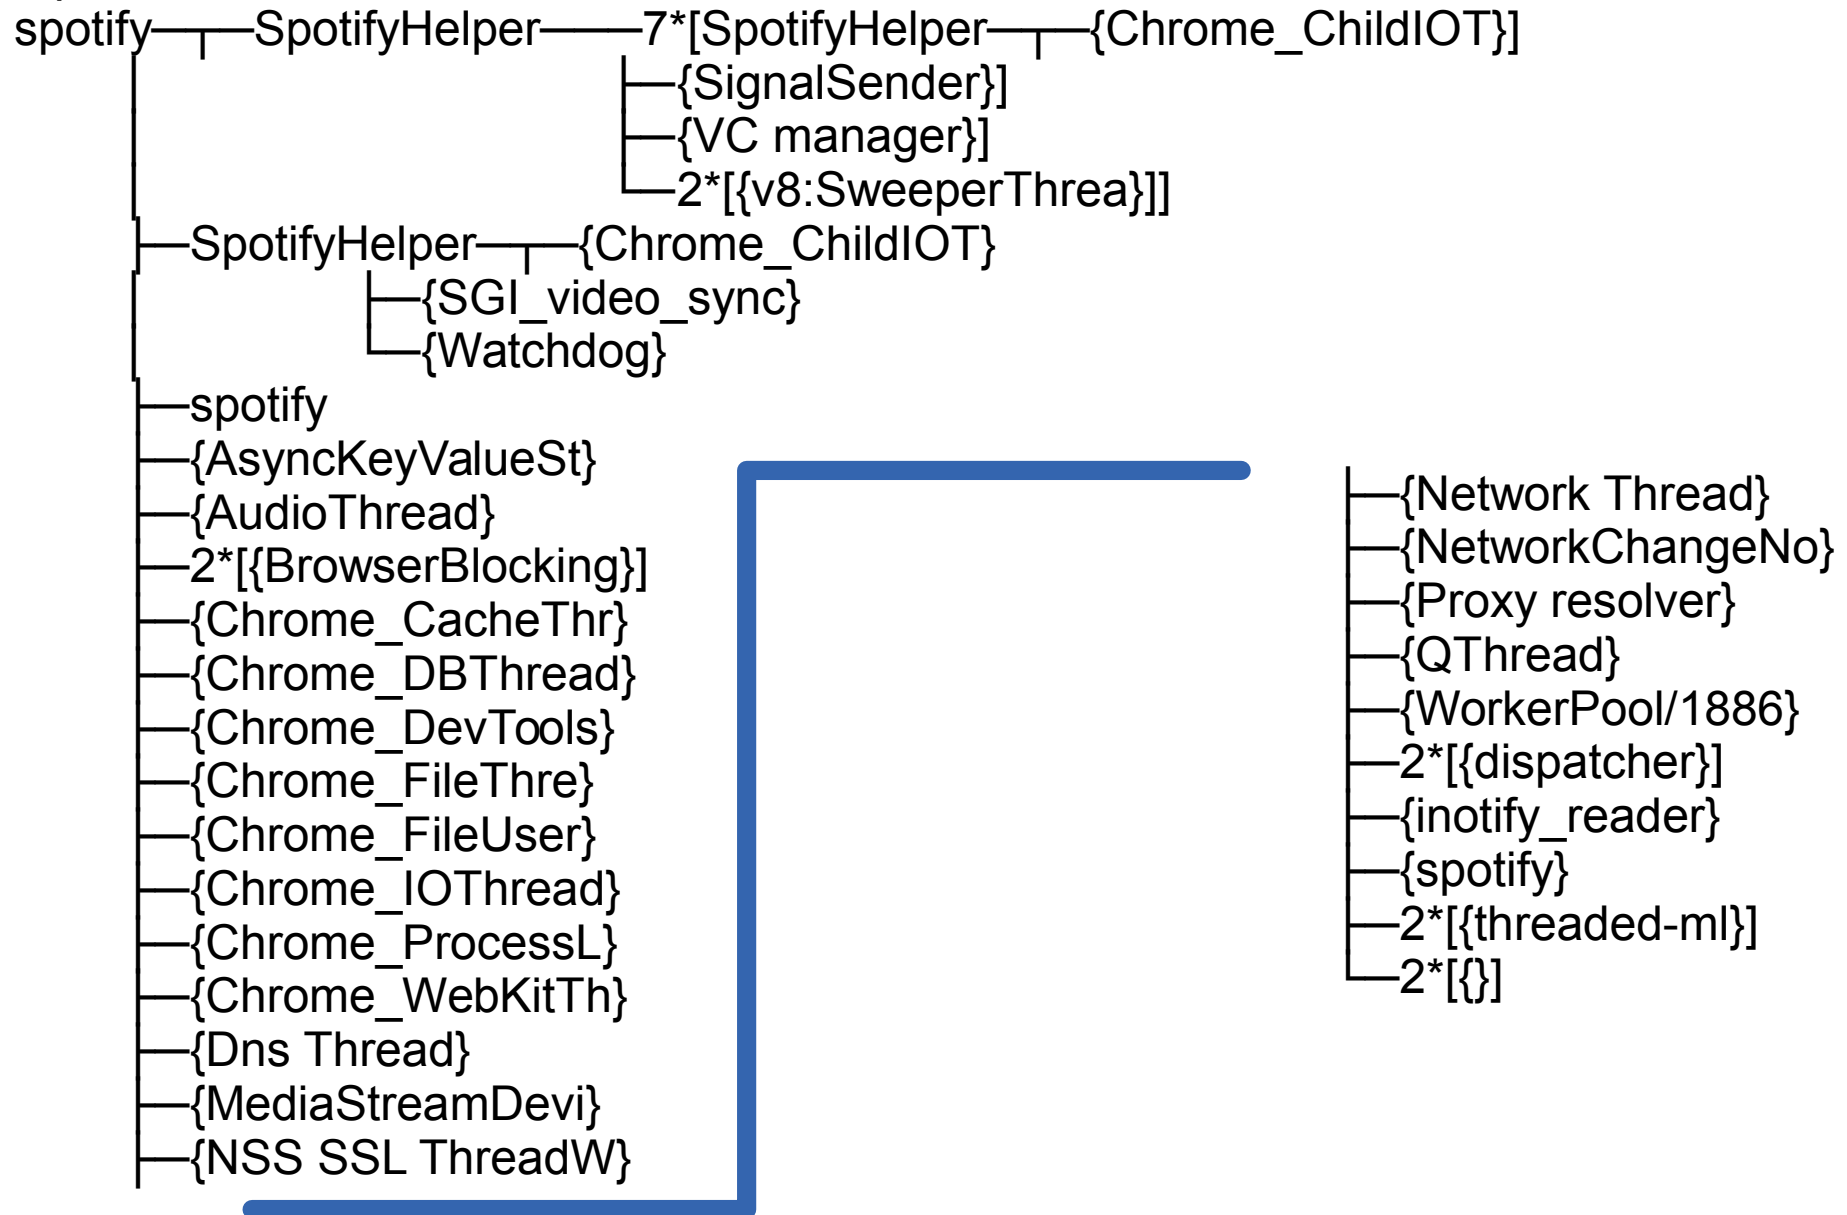 spotify─┬─SpotifyHelper───7*[SpotifyHelper─┬─{Chrome_ChildIOT}]
├─{SignalSender}]
├─{VC manager}]
└─2*[{v8:SweeperThrea}]]
├─SpotifyHelper─┬─{Chrome_ChildIOT}
├─{SGI_video_sync}
└─{Watchdog}
├─spotify
├─{AsyncKeyValueSt}
├─{AudioThread}
├─2*[{BrowserBlocking}]
├─{Chrome_CacheThr}
├─{Chrome_DBThread}
├─{Chrome_DevTools}
├─{Chrome_FileThre}
├─{Chrome_FileUser}
├─{Chrome_IOThread}
├─{Chrome_ProcessL}
├─{Chrome_WebKitTh}
├─{Dns Thread}
├─{MediaStreamDevi}
├─{NSS SSL ThreadW}
├─{Network Thread}
├─{NetworkChangeNo}
├─{Proxy resolver}
├─{QThread}
├─{WorkerPool/1886}
├─2*[{dispatcher}]
├─{inotify_reader}
├─{spotify}
├─2*[{threaded-ml}]
└─2*[{}]